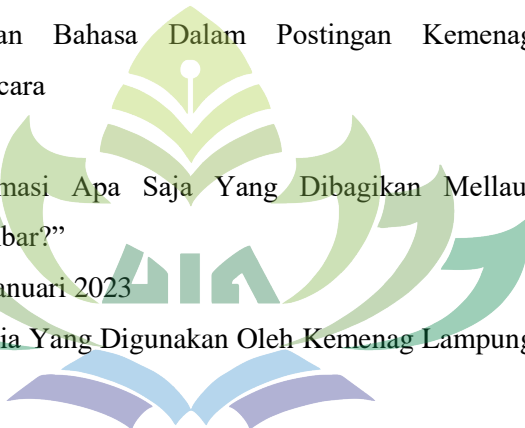 an Bahasa Dalam Postingan Kemenag
cara
masi Apa Saja Yang Dibagikan Mellau
bar?”
anuari 2023
ia Yang Digunakan Oleh Kemenag Lampung
UIN